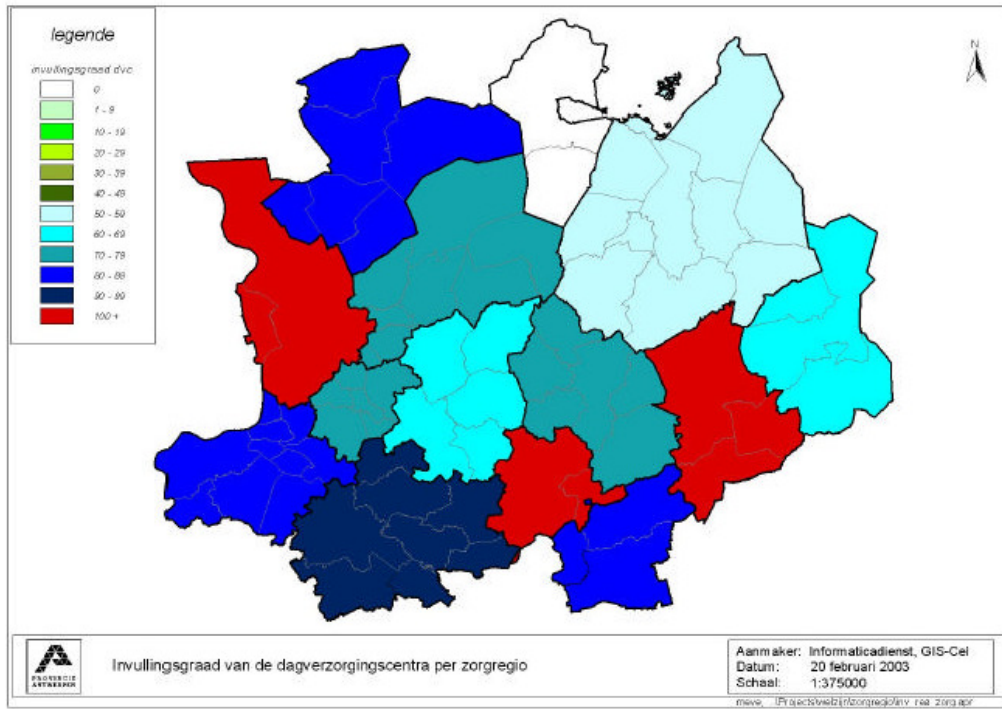 legende
invullingsgraad dvc
0
1 - 9
10 - 19
20 - 29
30 - 39
40 - 49
50 - 59
60 - 69
70 - 79
80 - 89
90 - 99
100 +
N
PROVINCIE
ANTWERPEN
Invullingsgraad van de dagverzorgingscentra per zorgregio
Aanmaker: Informaticadienst, GIS-Cel
Datum: 20 februari 2003
Schaal: 1:375000